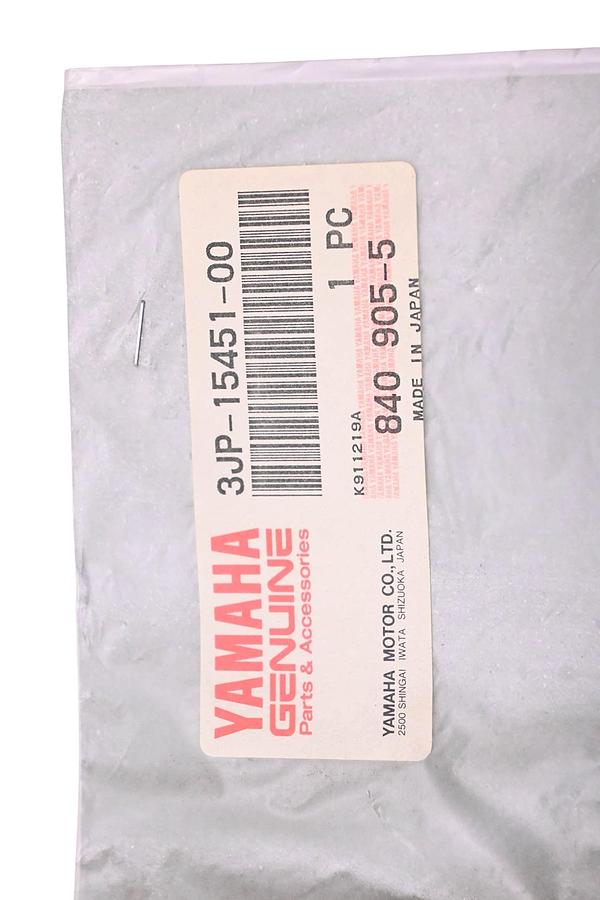 3JP-15451-00
1 PC
K911219A
840 905-5
MADE IN JAPAN
YAMAHA
GENUINE
Parts & Accessories
YAMAHA MOTOR CO., LTD.
2500 SHINGAI IWATA SHIZUOKA JAPAN